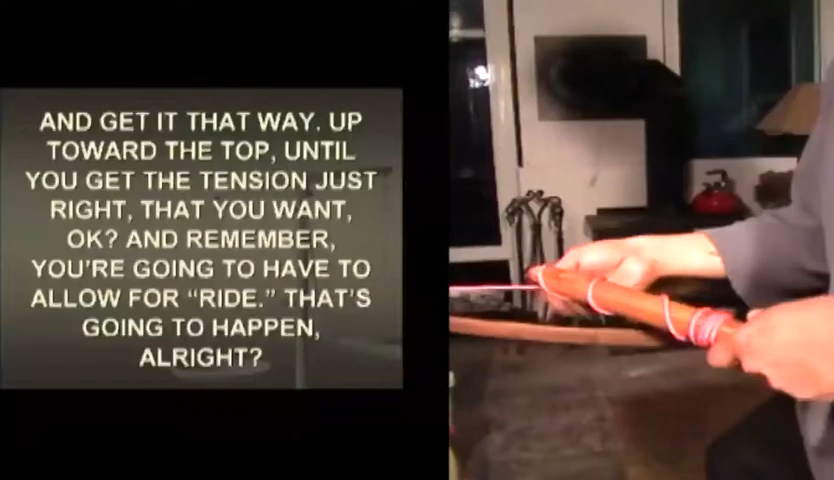 AND GET IT THAT WAY. UP
TOWARD THE TOP, UNTIL
YOU GET THE TENSION JUST
RIGHT, THAT YOU WANT,
OK? AND REMEMBER,
YOU'RE GOING TO HAVE TO
ALLOW FOR “RIDE.” THAT'S
GOING TO HAPPEN,
ALRIGHT?